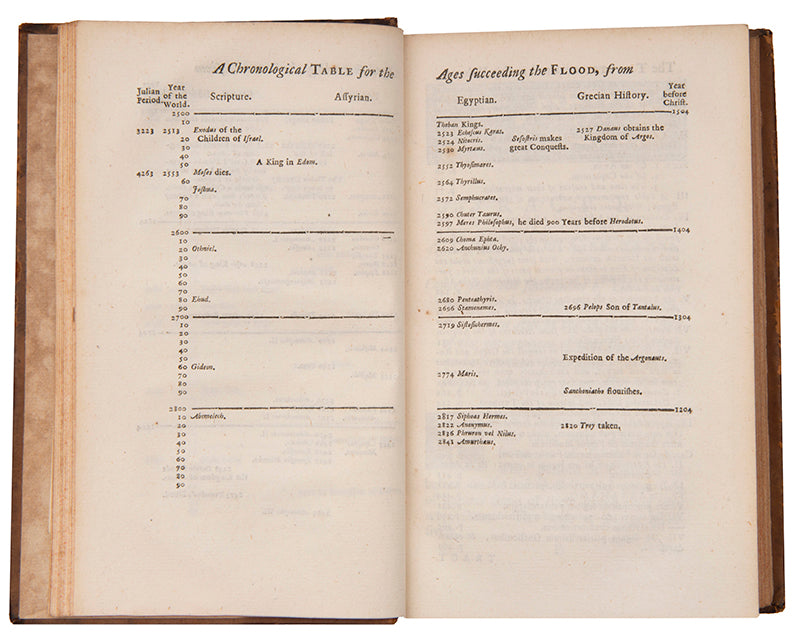 A Chronological TABLE for the
Julian Period.
Year of the World.
Scripture.
Assyrian.
2500
10
3223 2513 Exodus of the
20 Children of Israel.
30
40
A King in Edom.
50
4263 2553 Moses dies.
60
Joshua.
70
80
90
2600
10
20 Othniel.
30
40
50
60
70
80 Ehud.
90
2700
10
20
30
40
50
60 Gideon.
70
80
90
2800
10 Abimelech.
20
30
40
50
60
70
80
90
Ages succeeding the FLOOD, from
Egyptian.
Grecian History.
Year before Christ.
1504
Theban Kings.
2523 Echescus Karas.
2524 Nitocris.
2530 Myrtæus.
Sesostris makes
great Conquests.
2527 Danaus obtains the
Kingdom of Argos.
2552 Thyosimares.
2564 Thyrillus.
2572 Semphucrates.
2590 Chuter Taurus.
2597 Meres Philosophus, he died 900 Years before Herodotus.
1404
2609 Choma Ephta.
2620 Anchunius Ochy.
2680 Penteathyris.
2696 Stamenemes.
2696 Pelops Son of Tantalus.
1304
2719 Sistosichermes.
Expedition of the Argonauts.
2774 Maris.
Sanchoniatho flourishes.
1204
2817 Siphoas Hermes.
2822 Anonymus.
2820 Troy taken,
2836 Phruron vel Nilus.
2841 Amurthæus.